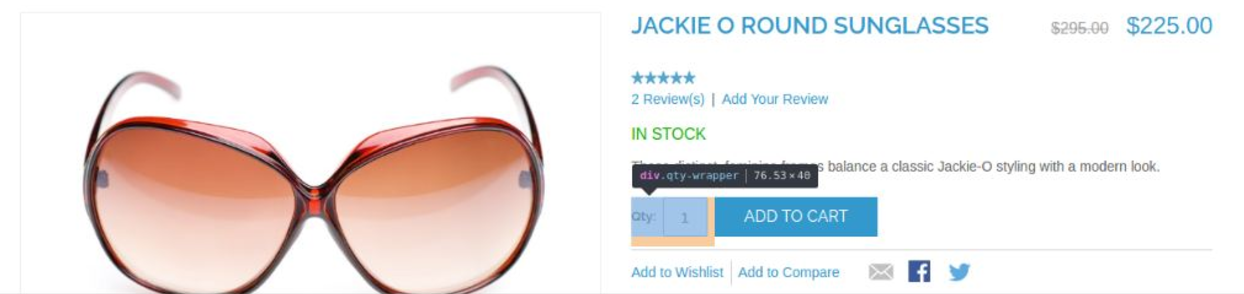 JACKIE O ROUND SUNGLASSES $295.00 $225.00
2 Review(s) | Add Your Review
IN STOCK
balance a classic Jackie-O styling with a modern look.
div.qty-wrapper | 76.53×40
Qty: 1 ADD TO CART
Add to Wishlist | Add to Compare